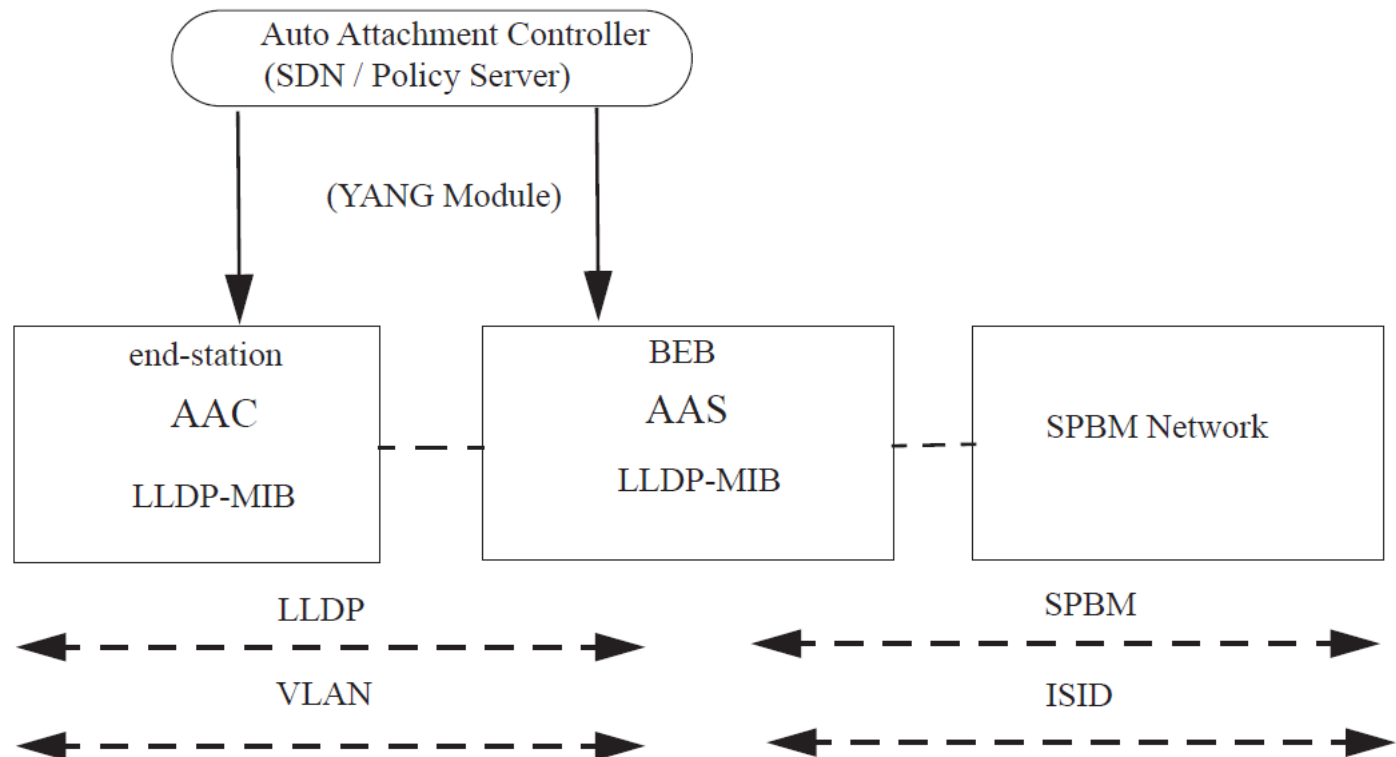 Auto Attachment Controller
(SDN / Policy Server)
(YANG Module)
end-station
AAC
LLDP-MIB
BEB
AAS
LLDP-MIB
SPBM Network
LLDP
SPBM
VLAN
ISID